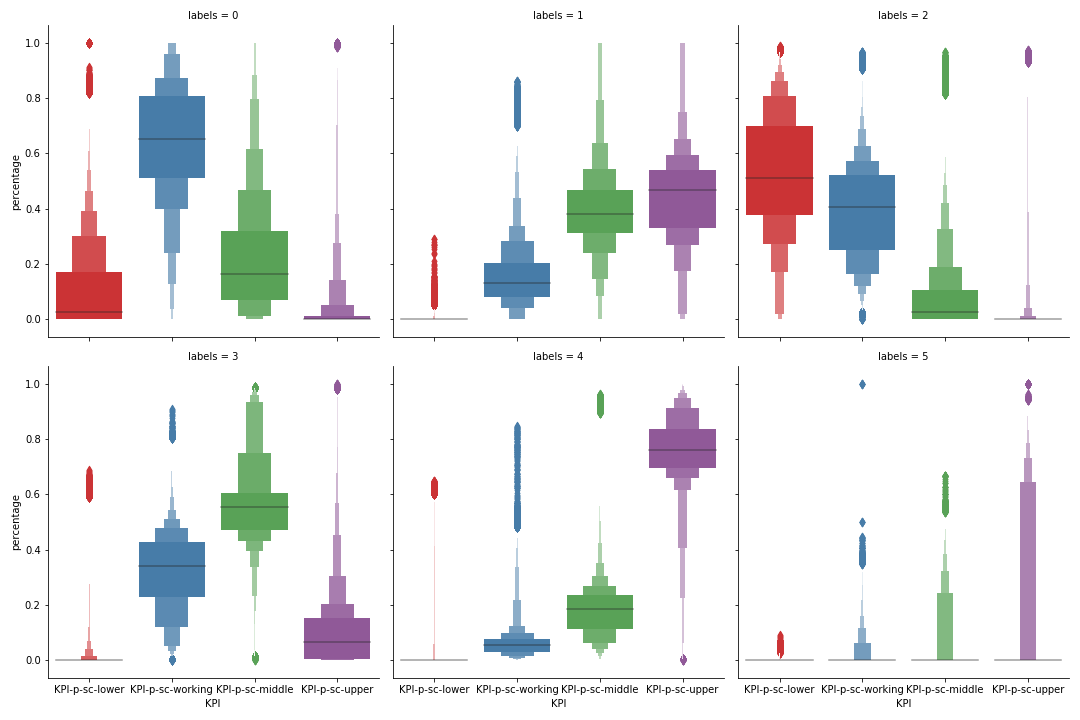 labels = 0
labels = 1
labels = 2
percentage
1.0
0.8
0.6
0.4
0.2
0.0
labels = 3
labels = 4
labels = 5
percentage
1.0
0.8
0.6
0.4
0.2
0.0
KPI-p-sc-lower KPI-p-sc-working KPI-p-sc-middle KPI-p-sc-upper
KPI-p-sc-lower KPI-p-sc-working KPI-p-sc-middle KPI-p-sc-upper
KPI-p-sc-lower KPI-p-sc-working KPI-p-sc-middle KPI-p-sc-upper
KPI
KPI
KPI